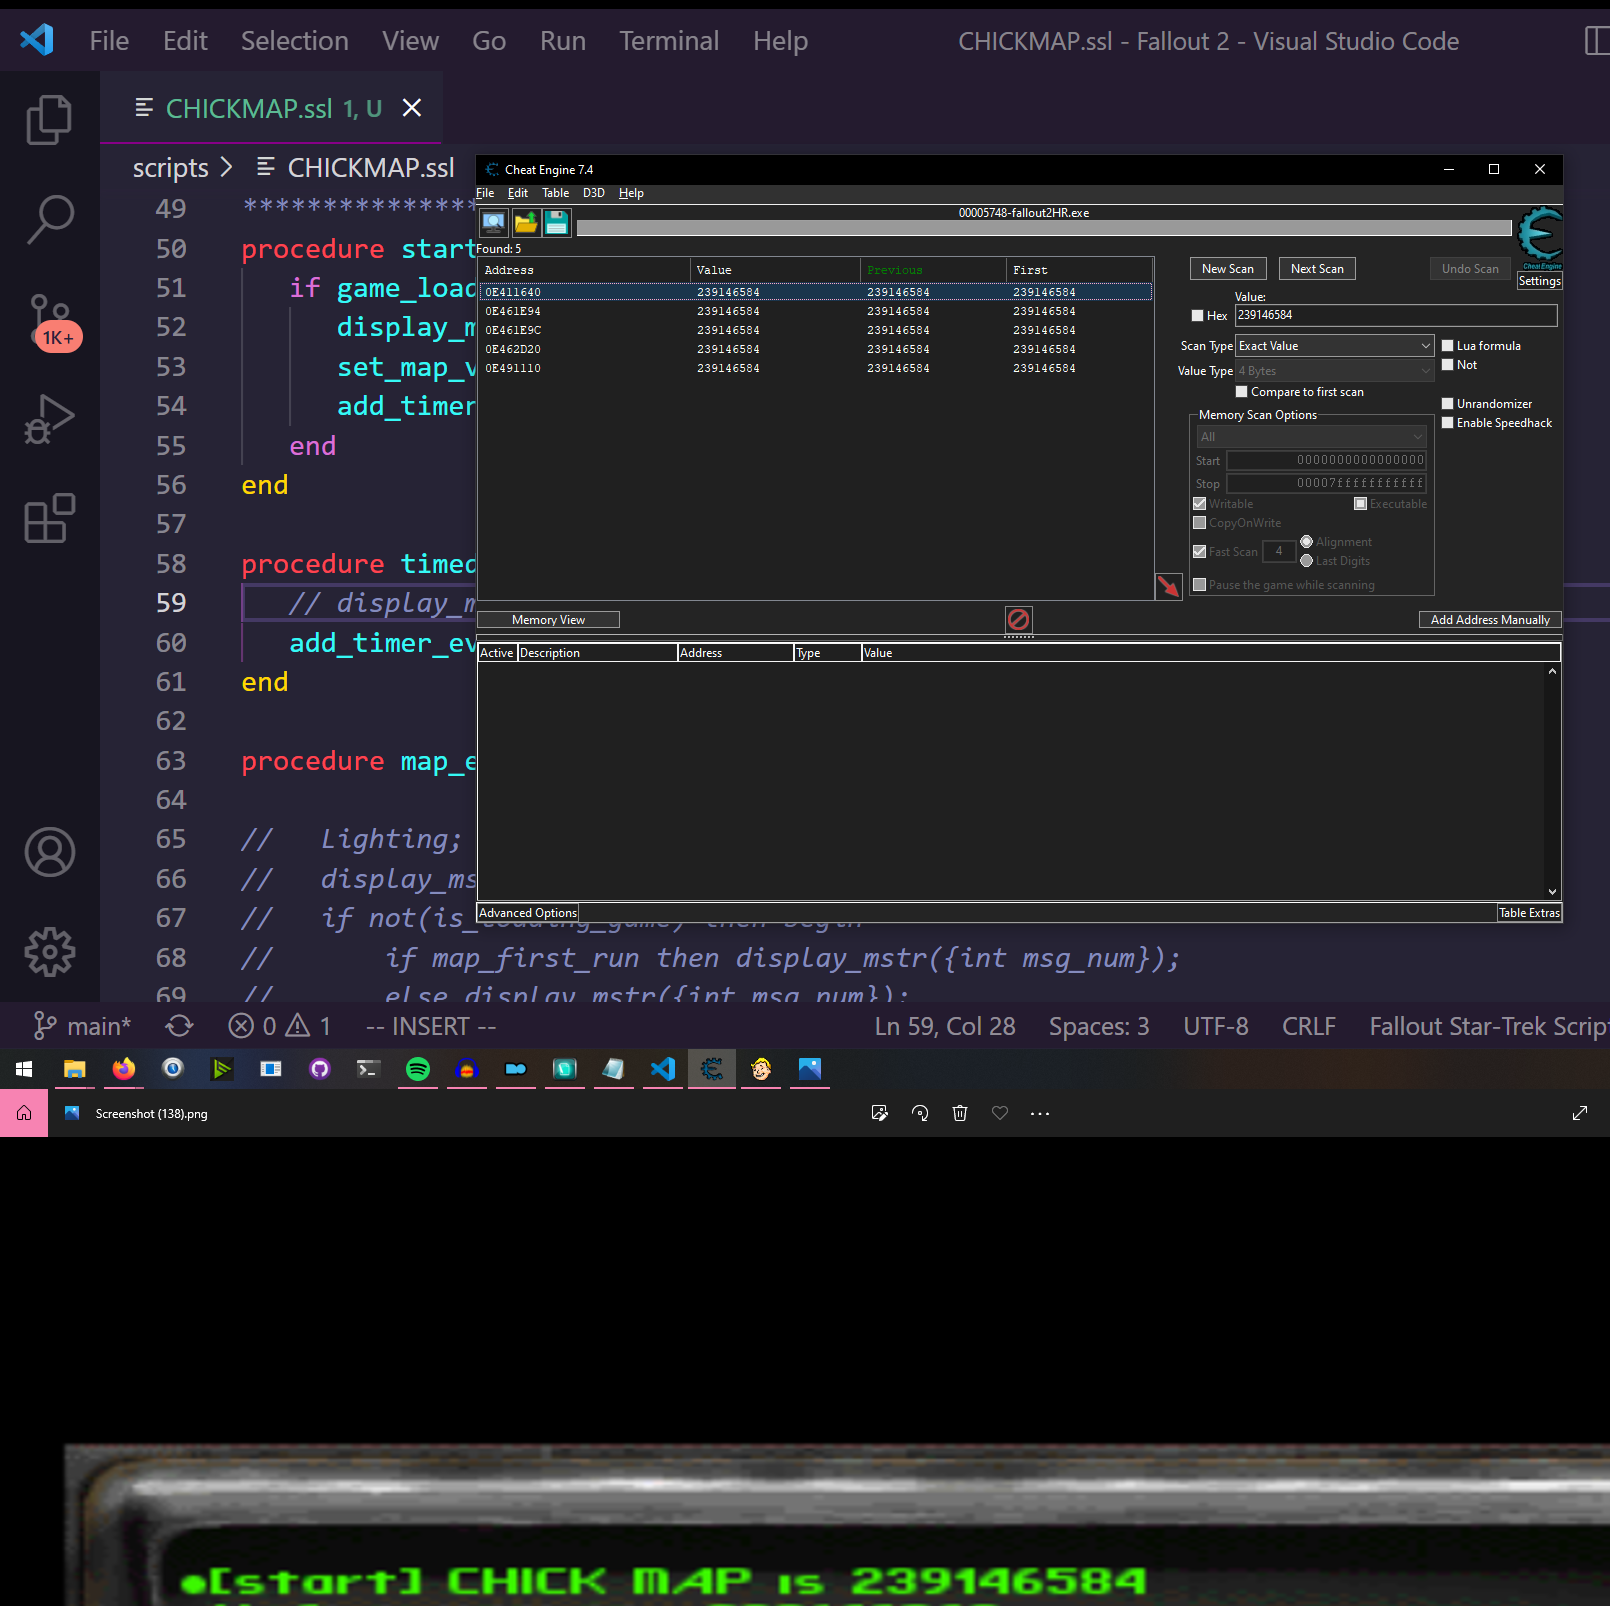 File Edit Selection View Go Run Terminal Help CHICKMAP.ssl - Fallout 2 - Visual Studio Code
CHICKMAP.ssl 1, U
scripts > CHICKMAP.ssl
49 ***************
50 procedure start
51 if game_load
52 display_m
53 set_map_v
54 add_timer
55 end
56 end
57
58 procedure timed
59 // display_m
60 add_timer_ev
61 end
62
63 procedure map_e
64
65 // Lighting;
66 // display_ms
67 // if not(is_loading_game) then begin
68 // if map_first_run then display_mstr({int msg_num});
69 // else display_mstr({int msg_num});
1K+
Cheat Engine 7.4
File Edit Table D3D Help
00005748-fallout2HR.exe
Found: 5
Address Value Previous First
0E411640 239146584 239146584 239146584
0E461E94 239146584 239146584 239146584
0E461E9C 239146584 239146584 239146584
0E462D20 239146584 239146584 239146584
0E491110 239146584 239146584 239146584
Cheat Engine
Settings
New Scan Next Scan Undo Scan
Value:
Hex 239146584
Scan Type Exact Value
Lua formula
Not
Value Type 4 Bytes
Compare to first scan
Unrandomizer
Enable Speedhack
Memory Scan Options
All
Start 0000000000000000
Stop 00007fffffffffff
Writable Executable
CopyOnWrite
Fast Scan 4 Alignment
Last Digits
Pause the game while scanning
Memory View
Add Address Manually
Active Description Address Type Value
Advanced Options
Table Extras
main* 0 1 -- INSERT -- Ln 59, Col 28 Spaces: 3 UTF-8 CRLF Fallout Star-Trek Scrip
Screenshot (138).png
[start] CHICK MAP is 239146584